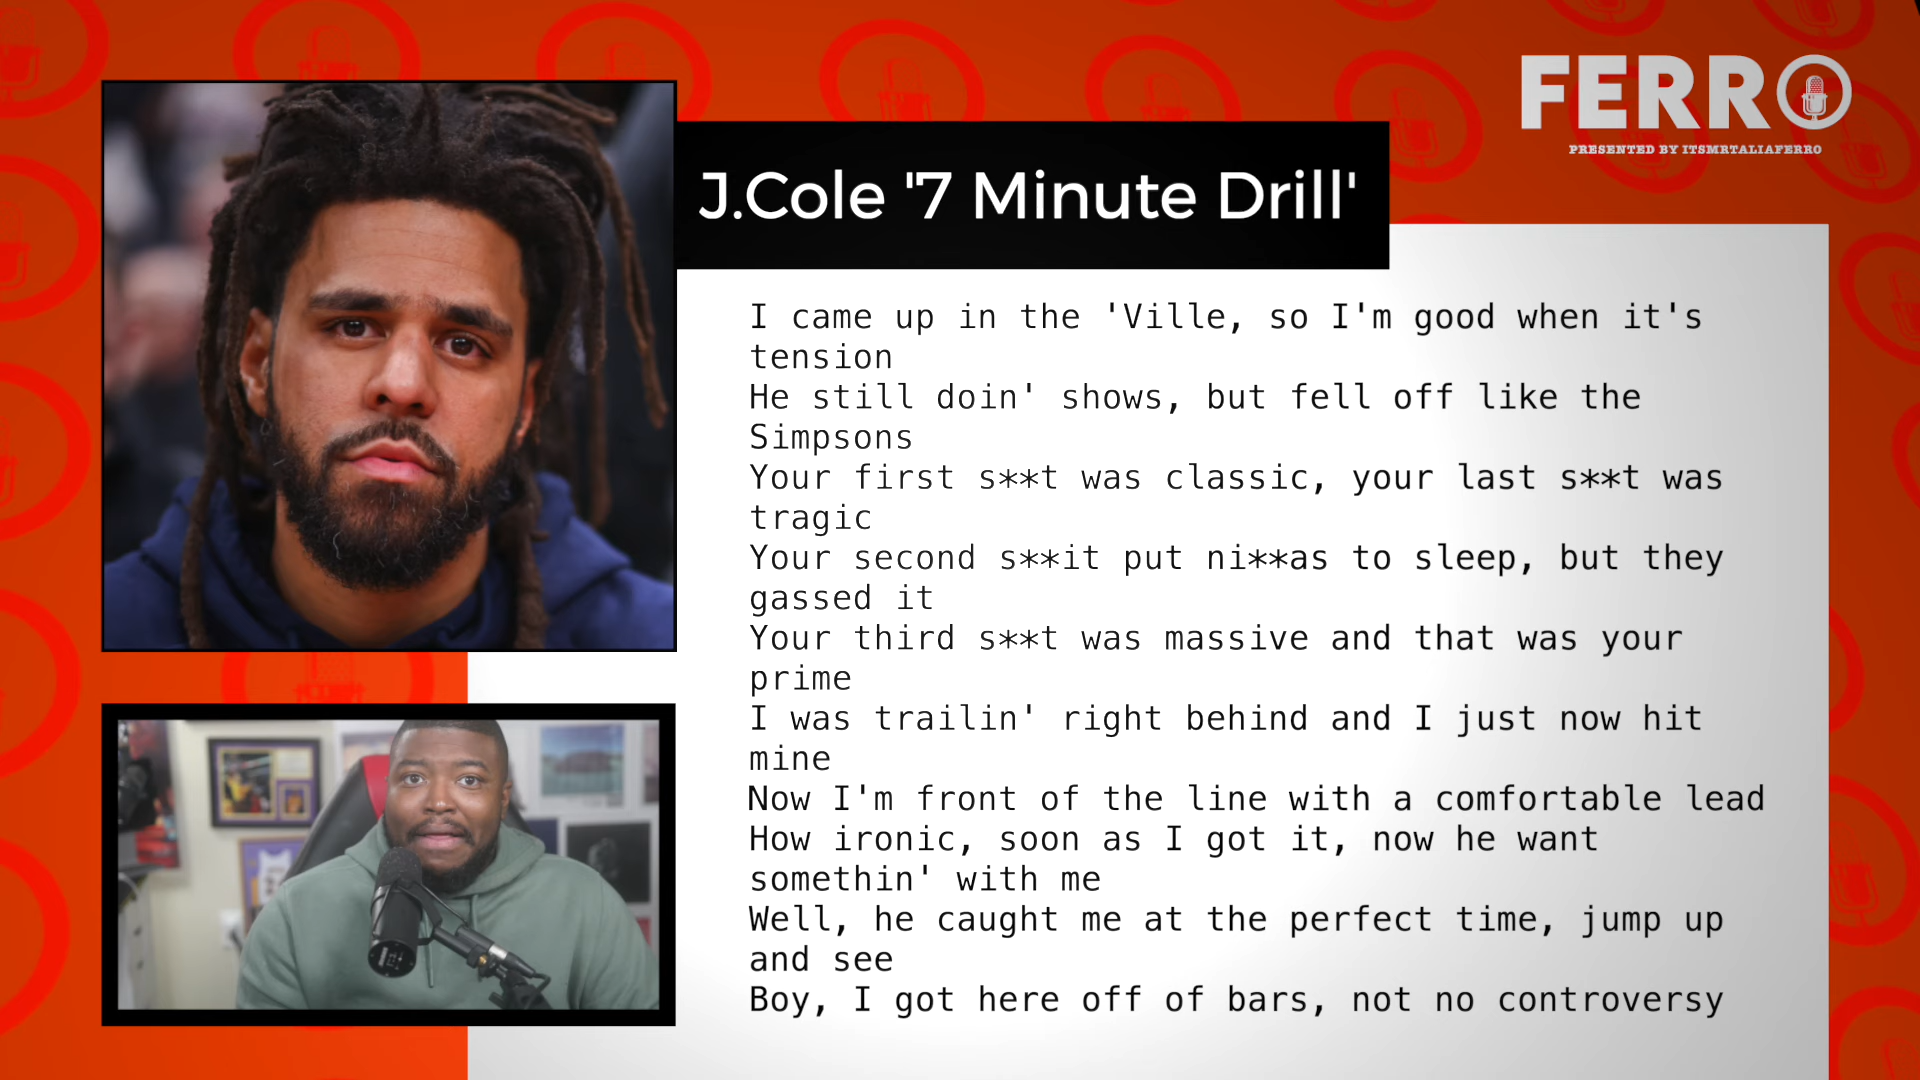 FERRO
PRESENTED BY ITSMRTALIAFERRO
J.Cole '7 Minute Drill'
I came up in the 'Ville, so I'm good when it's
tension
He still doin' shows, but fell off like the
Simpsons
Your first s**t was classic, your last s**t was
tragic
Your second s**it put ni**as to sleep, but they
gassed it
Your third s**t was massive and that was your
prime
I was trailin' right behind and I just now hit
mine
Now I'm front of the line with a comfortable lead
How ironic, soon as I got it, now he want
somethin' with me
Well, he caught me at the perfect time, jump up
and see
Boy, I got here off of bars, not no controversy